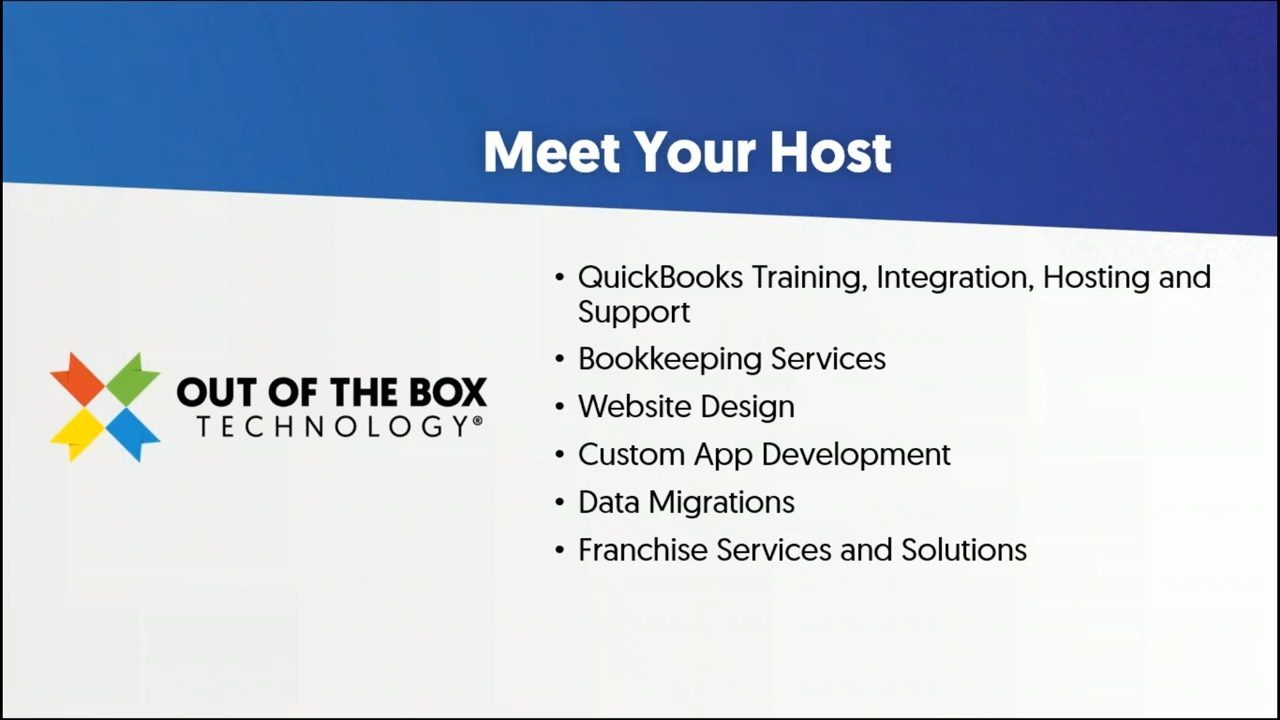 Meet Your Host
OUT OF THE BOX
TECHNOLOGY®
• QuickBooks Training, Integration, Hosting and
Support
• Bookkeeping Services
• Website Design
• Custom App Development
• Data Migrations
• Franchise Services and Solutions